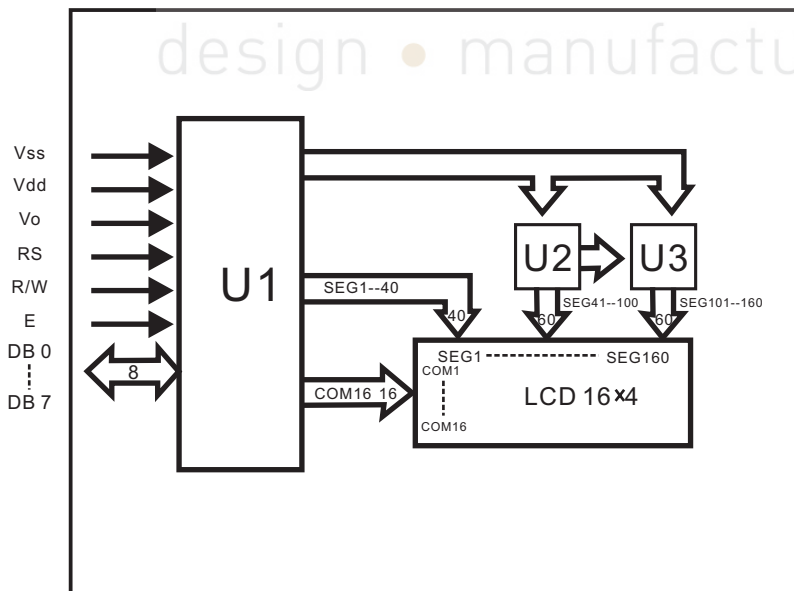 design • manufactu
Vss
Vdd
Vo
RS
R/W
E
DB 0
8
DB 7
U1
SEG1--40
40
COM16 16
U2
U3
SEG41--100
60
SEG101--160
60
SEG1
SEG160
COM1
COM16
LCD 16×4